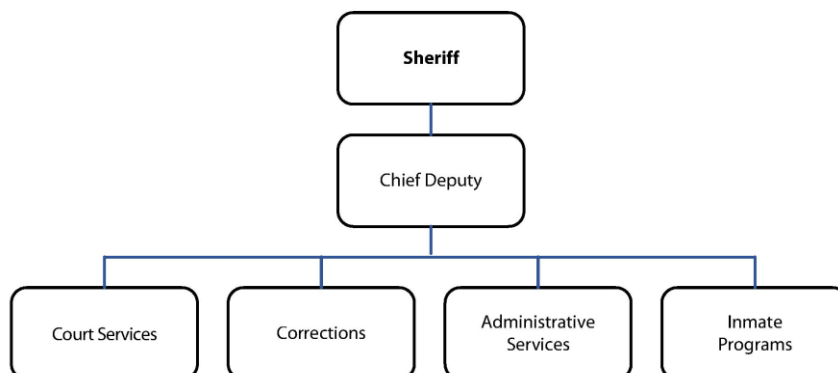 Sheriff
Chief Deputy
Court Services
Corrections
Administrative
Services
Inmate
Programs